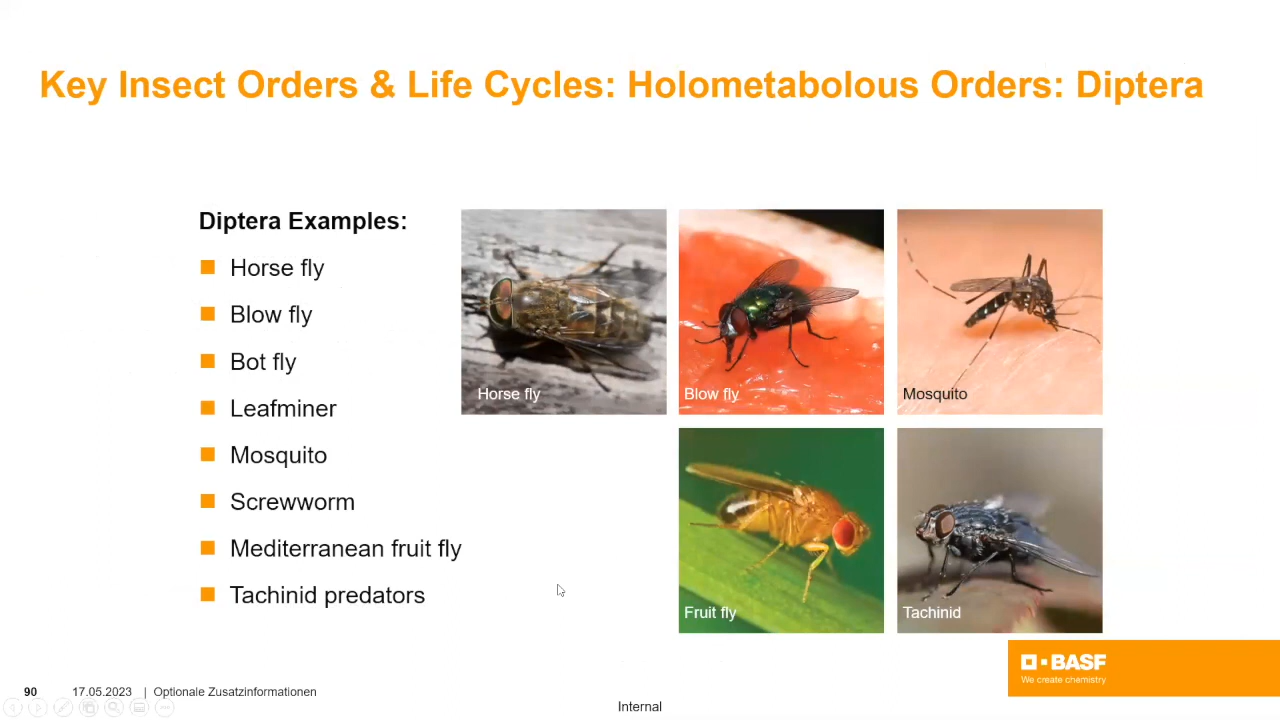 Key Insect Orders & Life Cycles: Holometabolous Orders: Diptera
Diptera Examples:
Horse fly
Blow fly
Bot fly
Leafminer
Mosquito
Screwworm
Mediterranean fruit fly
Tachinid predators
Horse fly
Blow fly
Mosquito
Fruit fly
Tachinid
BASF
We create chemistry
90 17.05.2023 | Optionale Zusatzinformationen
Internal